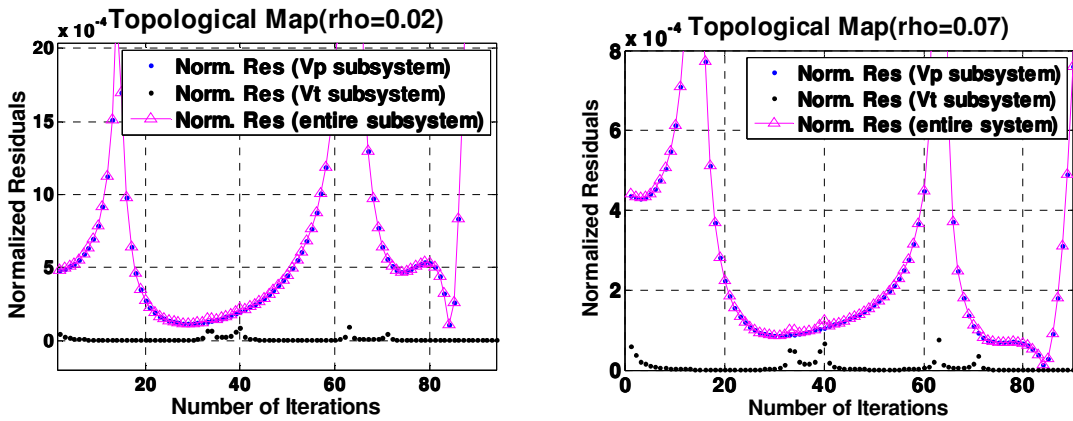 x 10⁻⁴ Topological Map(rho=0.02)
20
15
10
5
0
20 40 60 80
Normalized Residuals
Number of Iterations
Norm. Res (Vp subsystem)
Norm. Res (Vt subsystem)
Norm. Res (entire subsystem)
x 10⁻⁴ Topological Map(rho=0.07)
8
6
4
2
0
0 20 40 60 80
Normalized Residuals
Number of Iterations
Norm. Res (Vp subsystem)
Norm. Res (Vt subsystem)
Norm. Res (entire system)